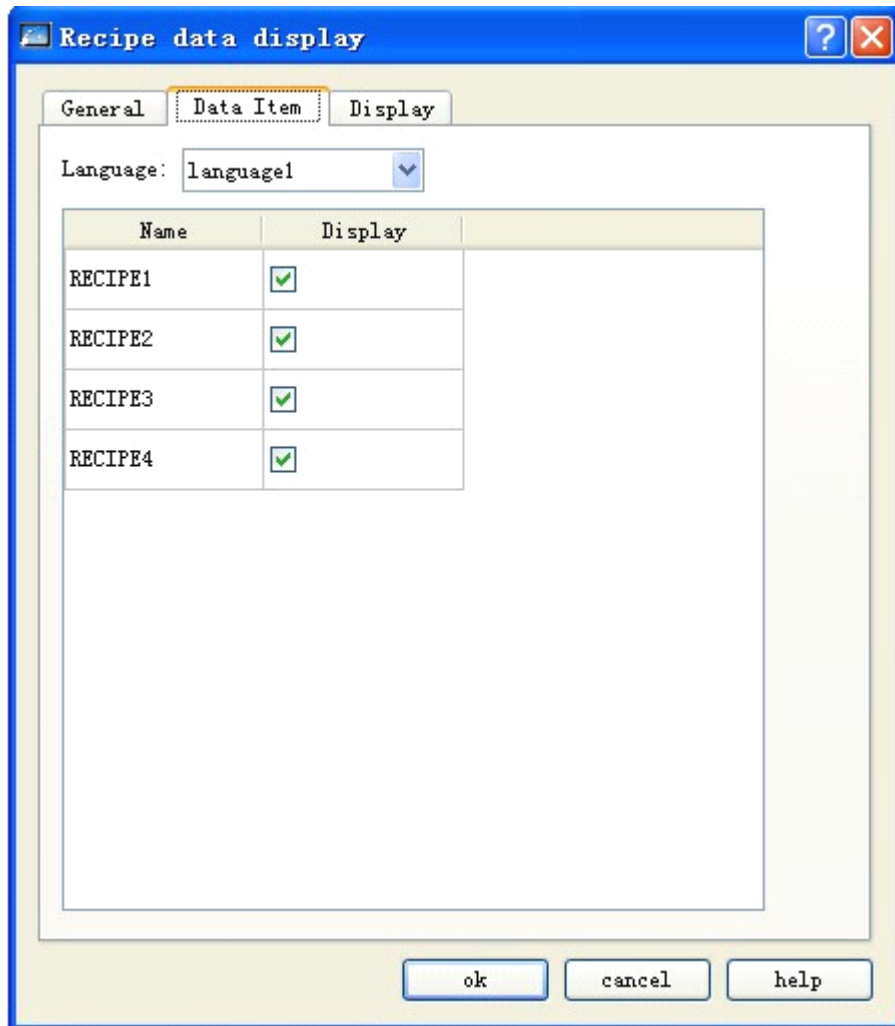 Recipe data display
General Data Item Display
Language: language1
Name Display
RECIPE1
RECIPE2
RECIPE3
RECIPE4
ok cancel help